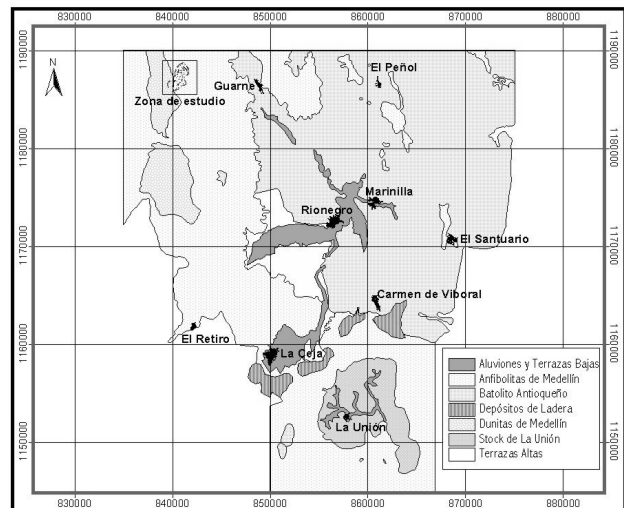 830000 840000 850000 860000 870000 880000
1190000 1190000
N
El Peñol
Guarne
Zona de estudio
1180000 1180000
Marinilla
Rionegro
El Santuario
1170000 1170000
Carmen de Viboral
El Retiro
1160000 1160000
La Ceja
Aluviones y Terrazas Bajas
Anfibolitas de Medellín
Batolito Antioqueño
Depósitos de Ladera
Dunitas de Medellín
Stock de La Unión
Terrazas Altas
La Unión
1150000 1150000
830000 840000 850000 860000 870000 880000